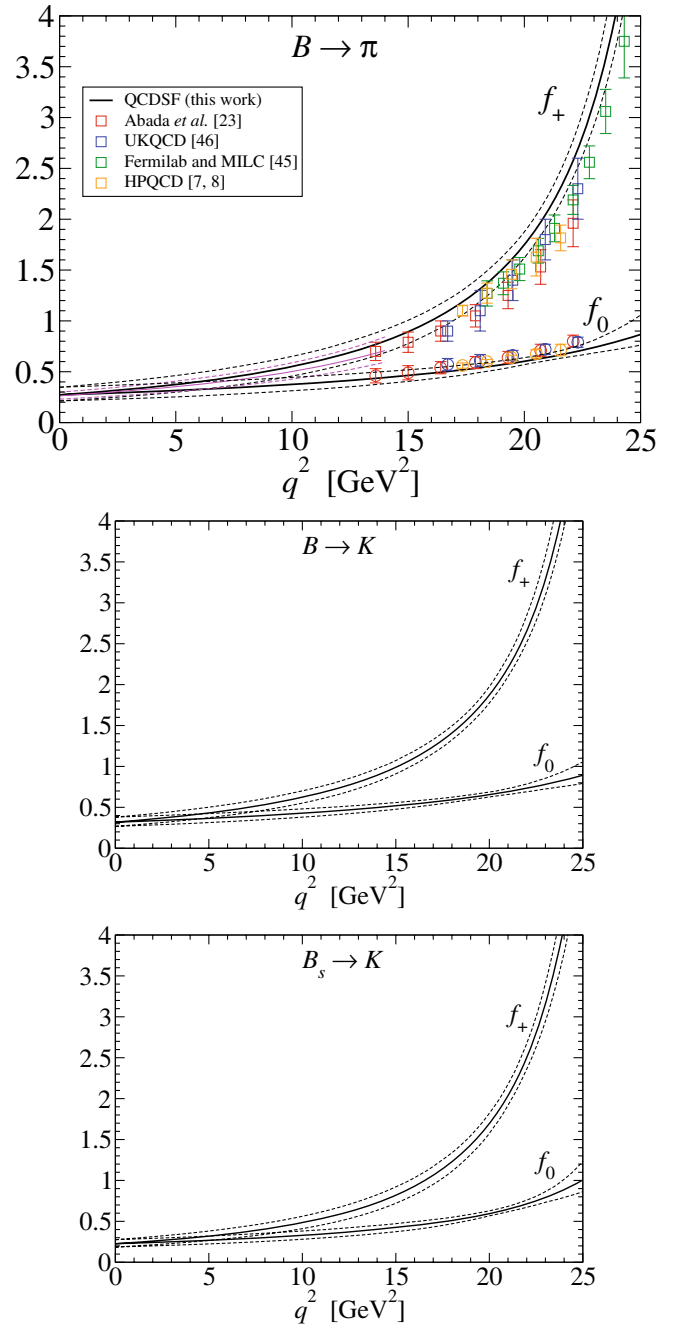 4
3.5
3
2.5
2
1.5
1
0.5
0
B → π
QCDSF (this work)
Abada et al. [23]
UKQCD [46]
Fermilab and MILC [45]
HPQCD [7, 8]
f+
f0
0 5 10 15 20 25
q² [GeV²]
4
3.5
3
2.5
2
1.5
1
0.5
0
B → K
f+
f0
0 5 10 15 20 25
q² [GeV²]
4
3.5
3
2.5
2
1.5
1
0.5
0
Bs → K
f+
f0
0 5 10 15 20 25
q² [GeV²]